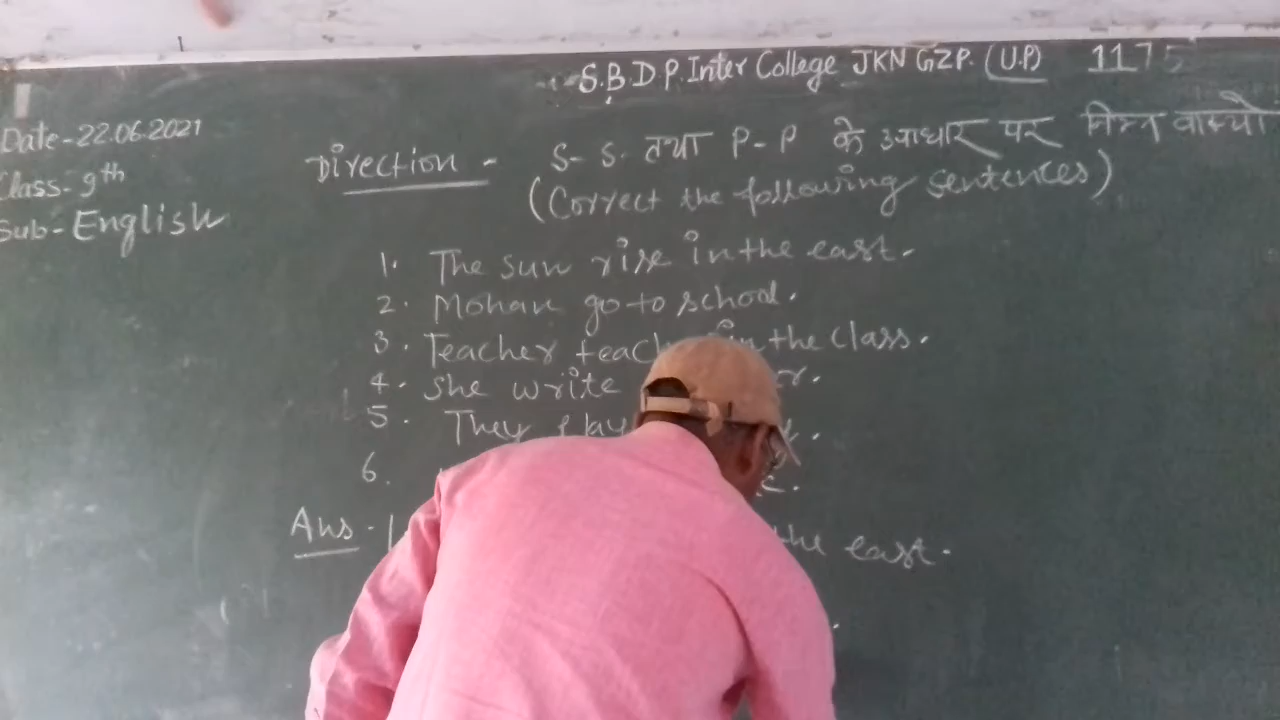 S.B.D.P. Inter College JKN GZP. (U.P) 1175
Date-22.06.2021
Class-9th
Sub-English
Direction - S-S. तथा P-P के आधार पर निम्न वाक्यो
(Correct the following sentences)
1. The sun rise in the east.
2. Mohan go to school.
3. Teacher teach in the class.
4. She write
5. They play
6.
Ans - 1 the east.